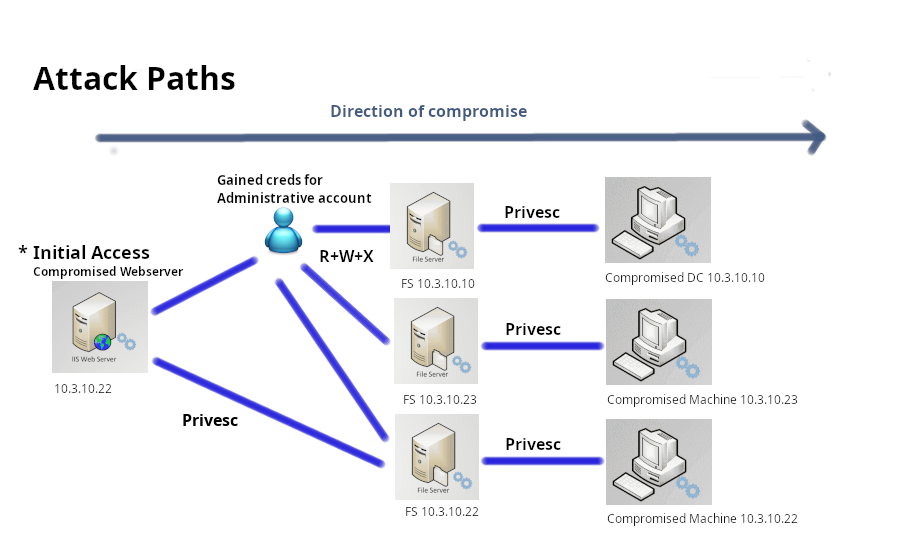 Attack Paths
Direction of compromise
Gained creds for
Administrative account
* Initial Access
Compromised Webserver
IIS Web Server
10.3.10.22
R+W+X
Privesc
File Server
FS 10.3.10.10
Privesc
Compromised DC 10.3.10.10
File Server
FS 10.3.10.23
Privesc
Compromised Machine 10.3.10.23
File Server
FS 10.3.10.22
Privesc
Compromised Machine 10.3.10.22